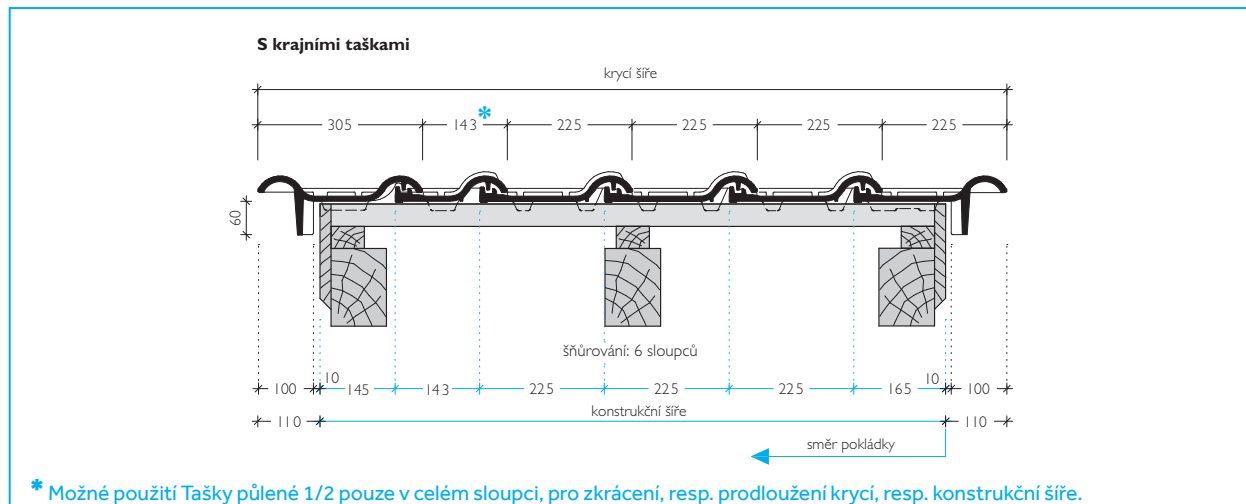 S krajními taškami
krycí šíře
305 143* 225 225 225 225
60
šňůrování: 6 sloupců
100 10 145 143 225 225 225 165 10 100
110 konstrukční šíře 110
směr pokládky
* Možné použití Tašky půlené 1/2 pouze v celém sloupci, pro zkrácení, resp. prodloužení krycí, resp. konstrukční šíře.